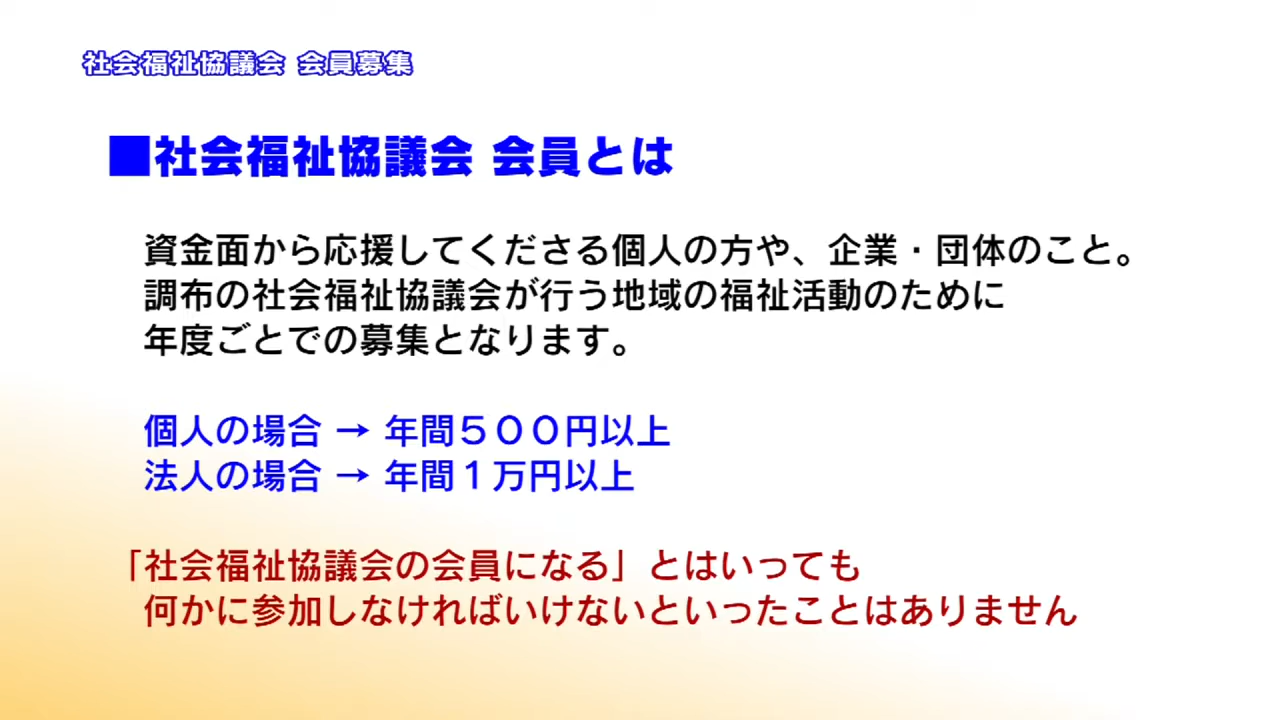 社会福祉協議会 会員募集
■社会福祉協議会 会員とは
資金面から応援してくださる個人の方や、企業・団体のこと。
調布の社会福祉協議会が行う地域の福祉活動のために
年度ごとでの募集となります。
個人の場合 → 年間５００円以上
法人の場合 → 年間１万円以上
「社会福祉協議会の会員になる」とはいっても
何かに参加しなければいけないといったことはありません